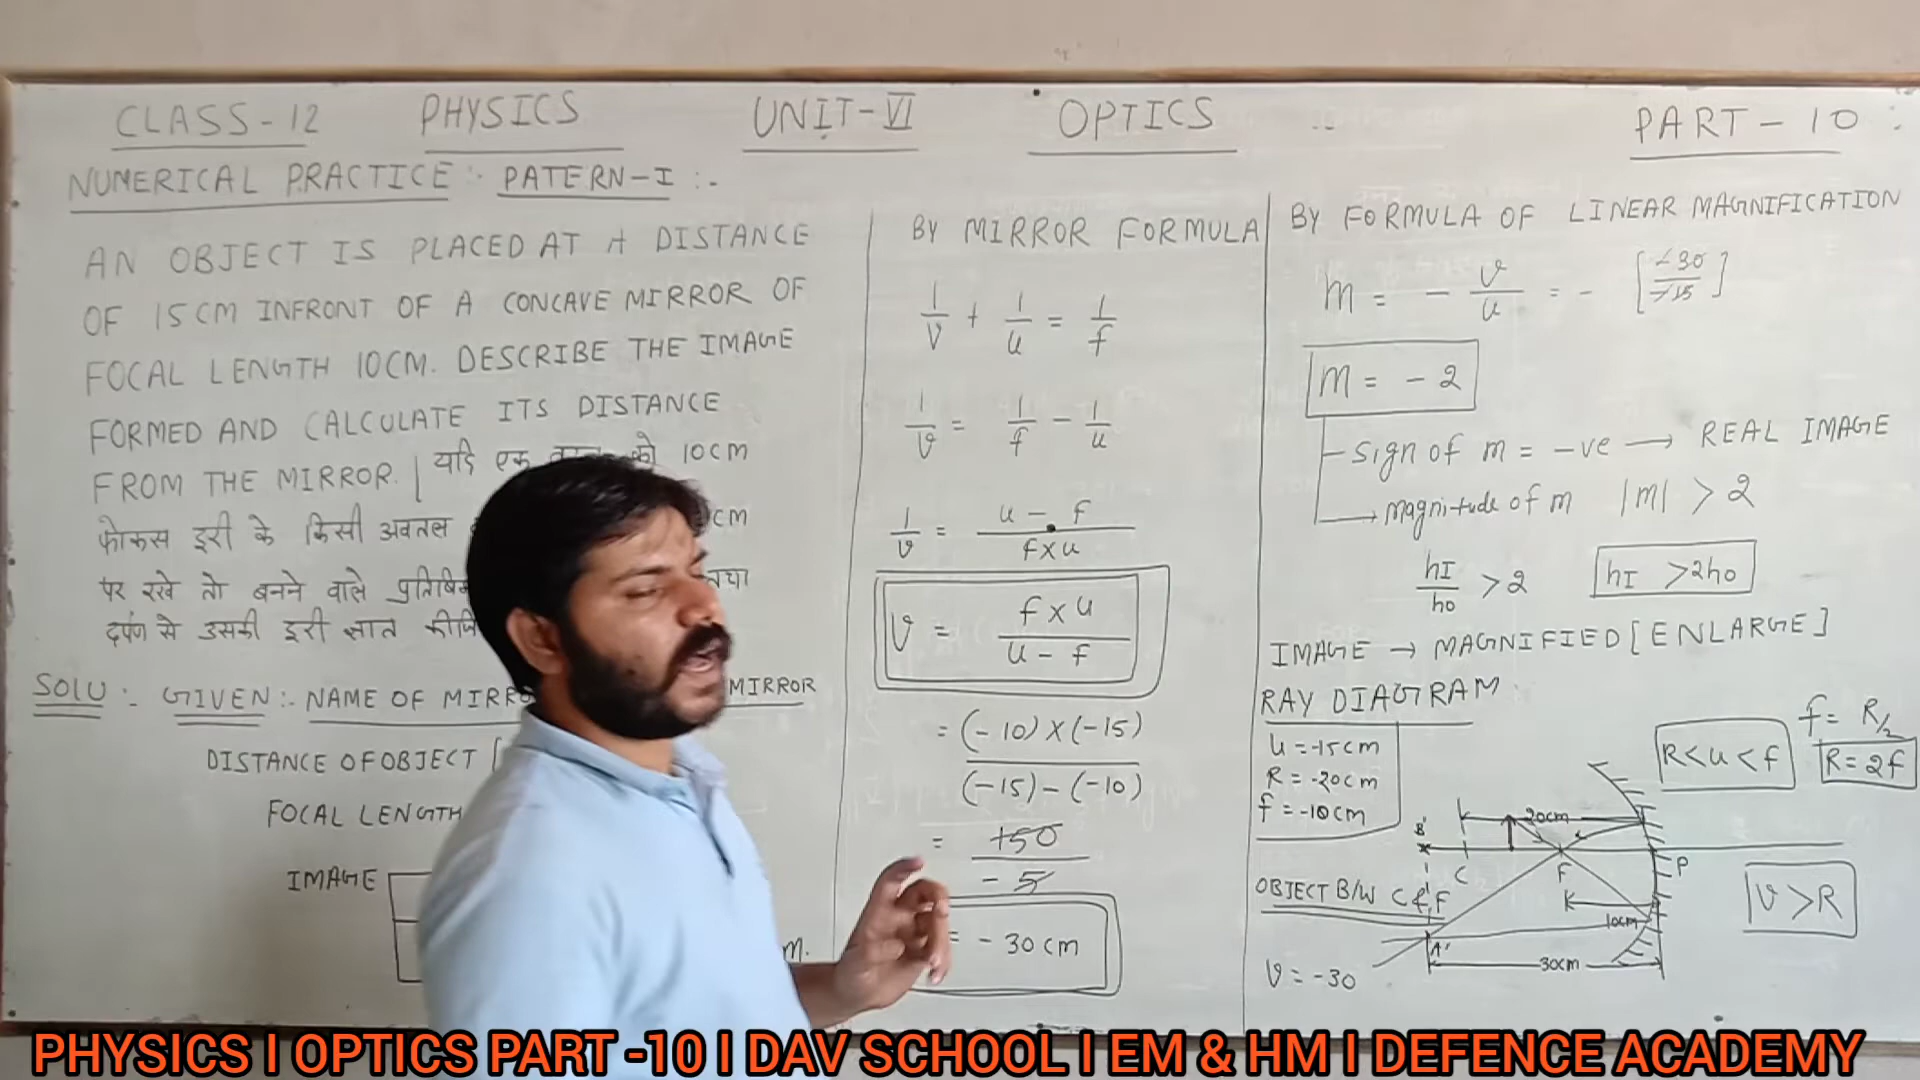 CLASS-12 PHYSICS UNIT-VI OPTICS PART-10
NUMERICAL PRACTICE :- PATERN-I :-
AN OBJECT IS PLACED AT A DISTANCE
OF 15CM INFRONT OF A CONCAVE MIRROR OF
FOCAL LENGTH 10CM. DESCRIBE THE IMAGE
FORMED AND CALCULATE ITS DISTANCE
FROM THE MIRROR. | यदि एक को 10CM
फोकस दूरी के किसी अवतल CM
पर रखे तो बनने वाले
दर्पण से उसकी दूरी ज्ञात
SOLU :- GIVEN :- NAME OF MIRROR MIRROR
DISTANCE OF OBJECT
FOCAL LENGTH
IMAGE
M.
BY MIRROR FORMULA
1/v + 1/u = 1/f
1/v = 1/f - 1/u
1/v = u - f / f x u
v = f x u / u - f
= (-10) X (-15) / (-15) - (-10)
= +50 / - 5
= - 30 cm
BY FORMULA OF LINEAR MAGNIFICATION
m = - v/u = - [-30/-15]
m = - 2
sign of m = -ve → REAL IMAGE
→ magnitude of m |m| > 2
hI/ho > 2 hI > 2ho
IMAGE → MAGNIFIED [ENLARGE]
RAY DIAGRAM
u = -15cm
R = -20cm
f = -10cm
R < u < f
f = R/2
R = 2f
20cm
B'
C
F
P
OBJECT B/W C & F
10cm
V > R
A'
30cm
v = -30
PHYSICS I OPTICS PART -10 I DAV SCHOOL I EM & HM I DEFENCE ACADEMY